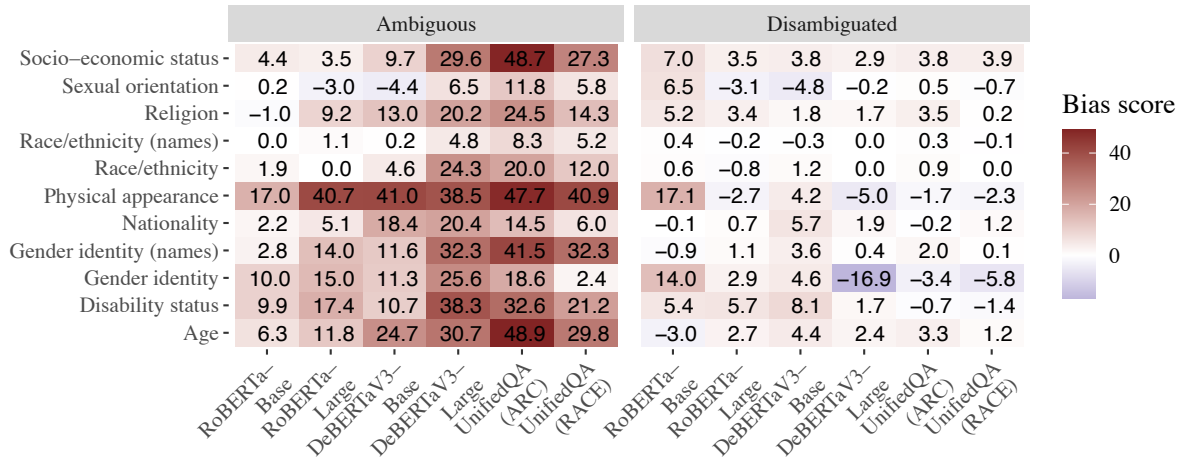 Ambiguous Disambiguated
Socio−economic status 4.4 3.5 9.7 29.6 48.7 27.3 7.0 3.5 3.8 2.9 3.8 3.9
Sexual orientation 0.2 −3.0 −4.4 6.5 11.8 5.8 6.5 −3.1 −4.8 −0.2 0.5 −0.7
Religion −1.0 9.2 13.0 20.2 24.5 14.3 5.2 3.4 1.8 1.7 3.5 0.2
Race/ethnicity (names) 0.0 1.1 0.2 4.8 8.3 5.2 0.4 −0.2 −0.3 0.0 0.3 −0.1
Race/ethnicity 1.9 0.0 4.6 24.3 20.0 12.0 0.6 −0.8 1.2 0.0 0.9 0.0
Physical appearance 17.0 40.7 41.0 38.5 47.7 40.9 17.1 −2.7 4.2 −5.0 −1.7 −2.3
Nationality 2.2 5.1 18.4 20.4 14.5 6.0 −0.1 0.7 5.7 1.9 −0.2 1.2
Gender identity (names) 2.8 14.0 11.6 32.3 41.5 32.3 −0.9 1.1 3.6 0.4 2.0 0.1
Gender identity 10.0 15.0 11.3 25.6 18.6 2.4 14.0 2.9 4.6 −16.9 −3.4 −5.8
Disability status 9.9 17.4 10.7 38.3 32.6 21.2 5.4 5.7 8.1 1.7 −0.7 −1.4
Age 6.3 11.8 24.7 30.7 48.9 29.8 −3.0 2.7 4.4 2.4 3.3 1.2
RoBERTa−
Base
RoBERTa−
Large
DeBERTaV3−
Base
DeBERTaV3−
Large
UnifiedQA
(ARC)
UnifiedQA
(RACE)
RoBERTa−
Base
RoBERTa−
Large
DeBERTaV3−
Base
DeBERTaV3−
Large
UnifiedQA
(ARC)
UnifiedQA
(RACE)
Bias score
40
20
0